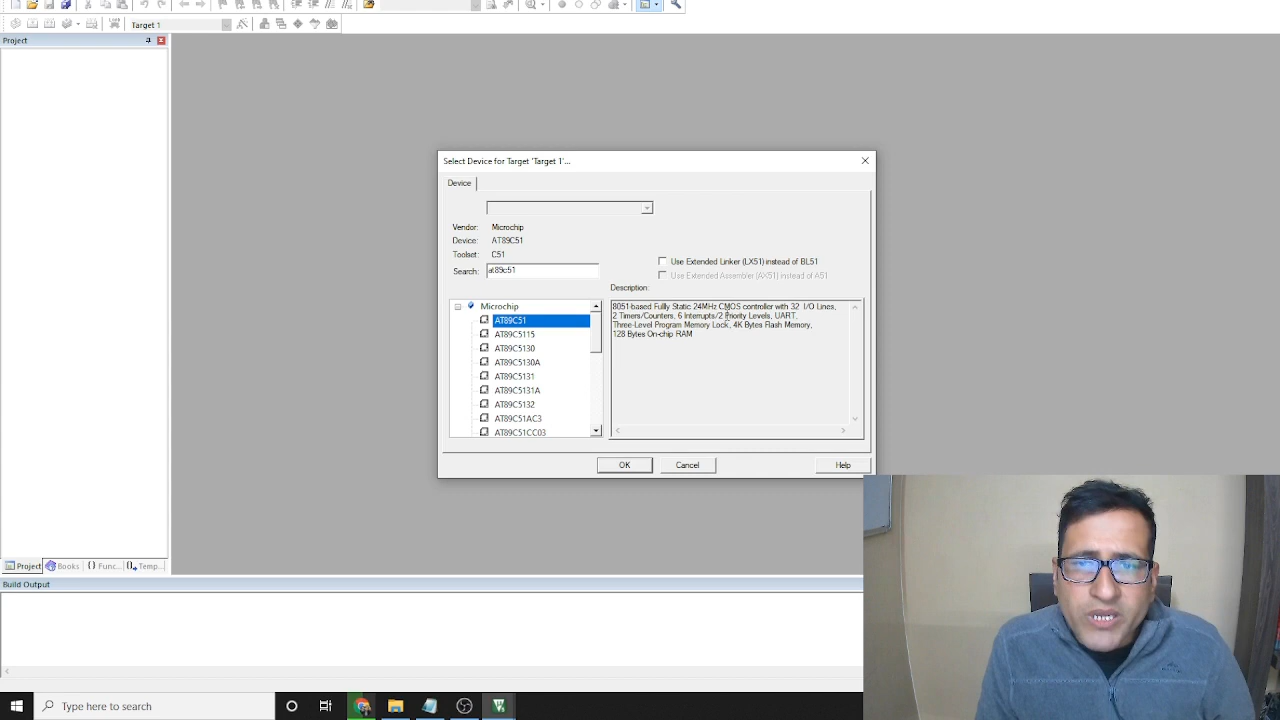 Target 1
Project
Select Device for Target 'Target 1'...
Device
Vendor: Microchip
Device: AT89C51
Toolset: C51
Search: at89c51
Use Extended Linker (LX51) instead of BL51
Use Extended Assembler (AX51) instead of A51
Description:
Microchip
AT89C51
AT89C5115
AT89C5130
AT89C5130A
AT89C5131
AT89C5131A
AT89C5132
AT89C51AC3
AT89C51CC03
8051-based Fully Static 24MHz CMOS controller with 32 I/O Lines,
2 Timers/Counters, 6 Interrupts/2 Priority Levels, UART,
Three-Level Program Memory Lock, 4K Bytes Flash Memory,
128 Bytes On-chip RAM
OK Cancel Help
Project Books {} Func... Temp...
Build Output
Type here to search